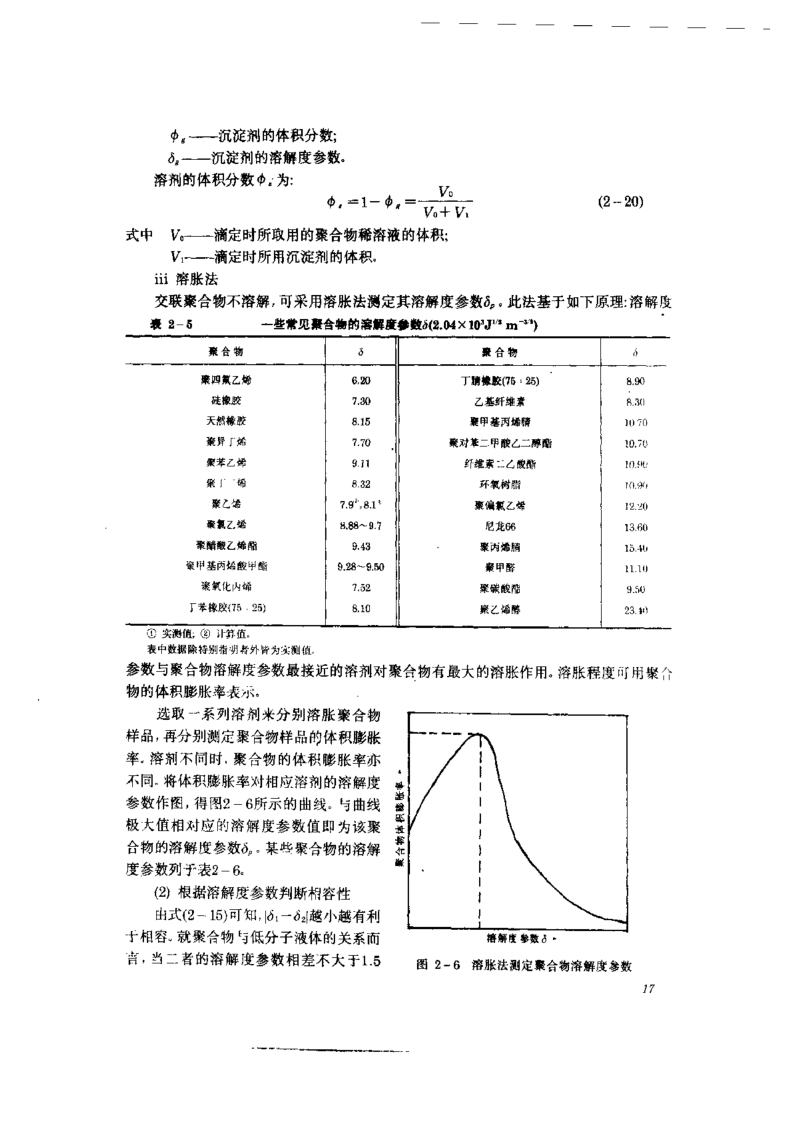 ϕg——沉淀剂的体积分数;
δg——沉淀剂的溶解度参数。
溶剂的体积分数ϕs为:
ϕs=1-ϕg=V₀/(V₀+V₁) (2-20)
式中 V₀——滴定时所取用的聚合物稀溶液的体积;
V₁——滴定时所用沉淀剂的体积。
iii 溶胀法
交联聚合物不溶解,可采用溶胀法测定其溶解度参数δp。此法基于如下原理:溶解度
表 2-5 一些常见聚合物的溶解度参数δ(2.04×10³J^1/2 m^-3/2)
聚合物 δ 聚合物 δ
聚四氟乙烯 6.20 丁腈橡胶(75:25) 8.90
硅橡胶 7.30 乙基纤维素 8.30
天然橡胶 8.15 聚甲基丙烯腈 10.70
聚异丁烯 7.70 聚对苯二甲酸乙二醇酯 10.70
聚苯乙烯 9.11 纤维素二乙酸酯 10.90
聚丁二烯 8.32 环氧树脂 10.90
聚乙烯 7.9①,8.1② 聚偏氯乙烯 12.20
聚氯乙烯 8.88~9.7 尼龙66 13.60
聚醋酸乙烯酯 9.43 聚丙烯腈 15.40
聚甲基丙烯酸甲酯 9.28~9.50 聚甲醛 11.10
聚氧化丙烯 7.52 聚碳酸酯 9.50
丁苯橡胶(75:25) 8.10 聚乙烯醇 23.40
① 实测值; ② 计算值。
表中数据除特别指明者外皆为实测值。
参数与聚合物溶解度参数最接近的溶剂对聚合物有最大的溶胀作用。溶胀程度可用聚合
物的体积膨胀率表示。
选取一系列溶剂来分别溶胀聚合物
样品,再分别测定聚合物样品的体积膨胀
率。溶剂不同时,聚合物的体积膨胀率亦
不同。将体积膨胀率对相应溶剂的溶解度
参数作图,得图2-6所示的曲线。与曲线
极大值相对应的溶解度参数值即为该聚
合物的溶解度参数δp。某些聚合物的溶解
度参数列于表2-6。
(2) 根据溶解度参数判断相容性
由式(2-15)可知,|δ₁-δ₂|越小越有利
于相容。就聚合物与低分子液体的关系而
言,当二者的溶解度参数相差不大于1.5
聚合物体积膨胀率
溶解度参数δ
图 2-6 溶胀法测定聚合物溶解度参数
17